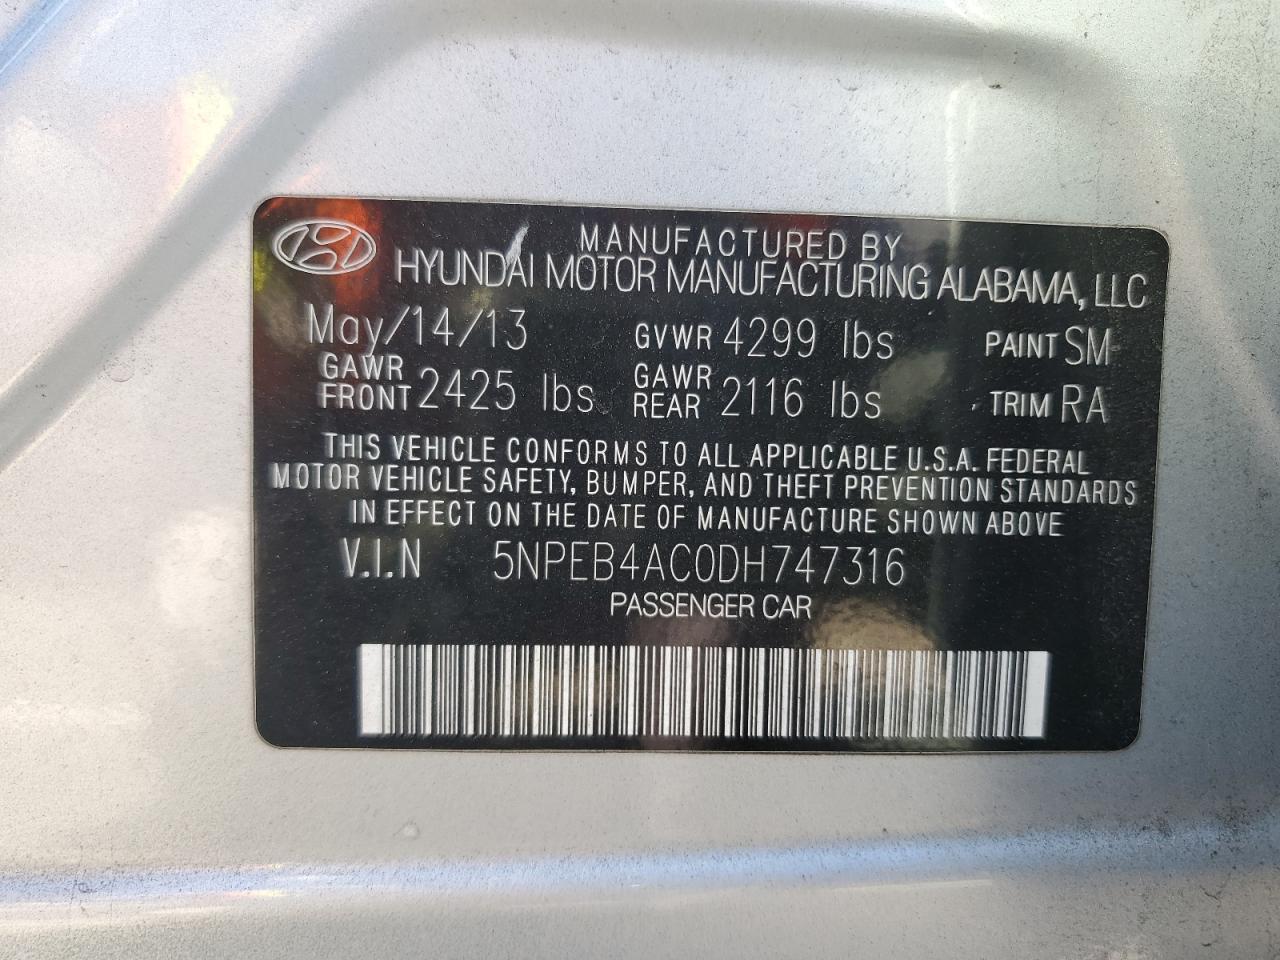 MANUFACTURED BY
HYUNDAI MOTOR MANUFACTURING ALABAMA, LLC
May/14/13 GVWR 4299 lbs PAINT SM
GAWR FRONT 2425 lbs GAWR REAR 2116 lbs TRIM RA
THIS VEHICLE CONFORMS TO ALL APPLICABLE U.S.A. FEDERAL
MOTOR VEHICLE SAFETY, BUMPER, AND THEFT PREVENTION STANDARDS
IN EFFECT ON THE DATE OF MANUFACTURE SHOWN ABOVE
V.I.N 5NPEB4AC0DH747316
PASSENGER CAR